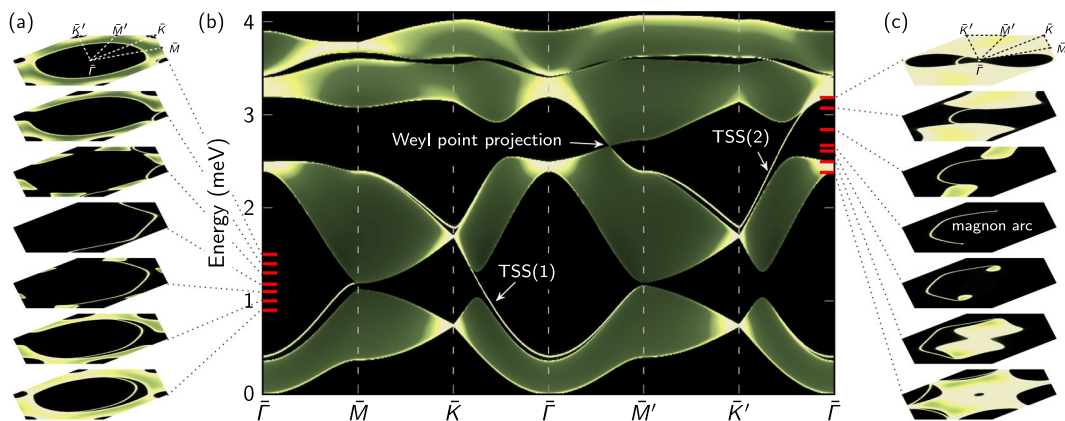 (a)
K̄′ M̄′ K̄
M̄
Γ̄
(b)
Energy (meV)
4
3
2
1
0
Weyl point projection
TSS(2)
TSS(1)
Γ̄ M̄ K̄ Γ̄ M̄′ K̄′ Γ̄
(c)
K̄′ M̄′ K̄
M̄
Γ̄
magnon arc